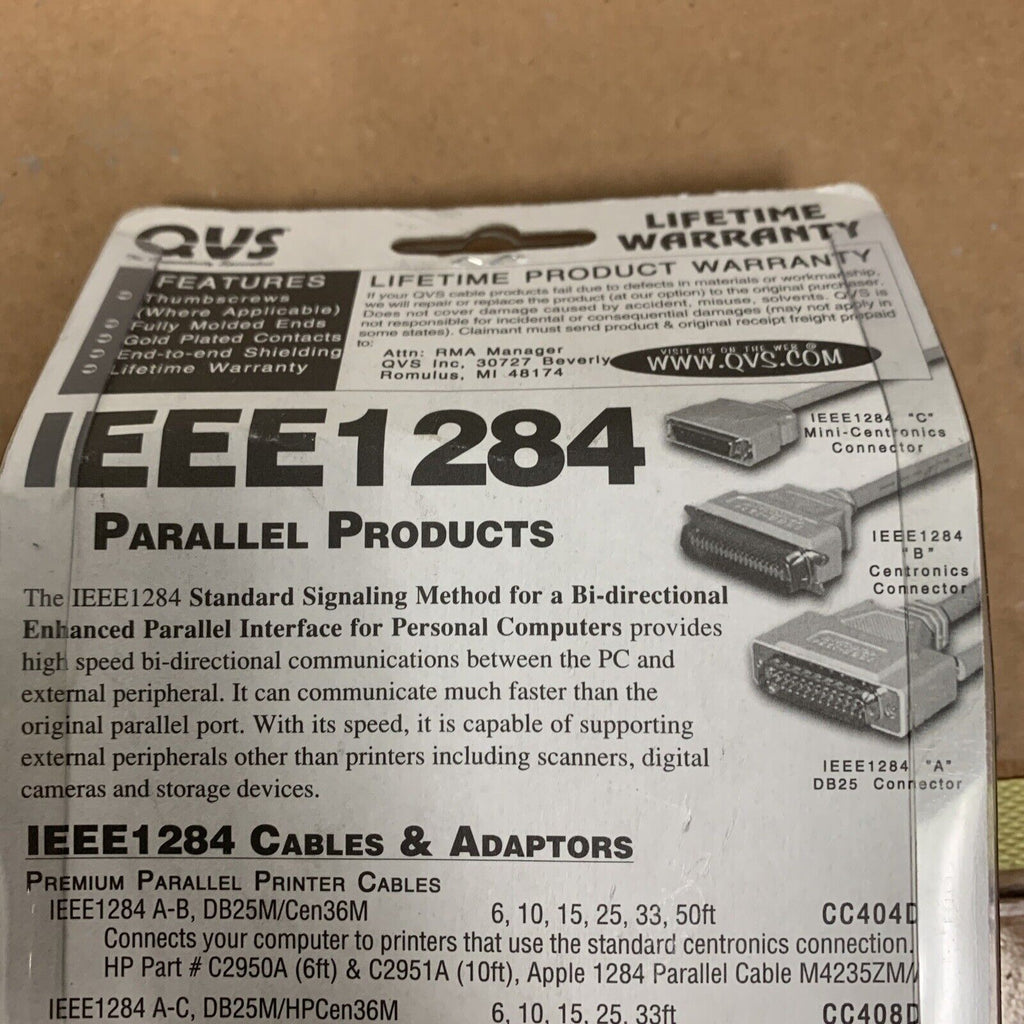 QVS
LIFETIME
WARRANTY
FEATURES
Thumbscrews
(Where Applicable)
Fully Molded Ends
Gold Plated Contacts
End-to-end Shielding
Lifetime Warranty
LIFETIME PRODUCT WARRANTY
If your QVS cable products fail due to defects in materials or workmanship,
we will repair or replace the product (at our option) to the original purchaser.
Does not cover damage caused by accident, misuse, solvents. QVS is
not responsible for incidental or consequential damages (may not apply in
some states). Claimant must send product & original receipt freight prepaid
to:
Attn: RMA Manager
QVS Inc, 30727 Beverly
Romulus, MI 48174
VISIT US ON THE WEB @
WWW.QVS.COM
IEEE1284
PARALLEL PRODUCTS
IEEE1284 "C"
Mini-Centronics
Connector
IEEE1284
"B"
Centronics
Connector
IEEE1284 "A"
DB25 Connector
The IEEE1284 Standard Signaling Method for a Bi-directional
Enhanced Parallel Interface for Personal Computers provides
high speed bi-directional communications between the PC and
external peripheral. It can communicate much faster than the
original parallel port. With its speed, it is capable of supporting
external peripherals other than printers including scanners, digital
cameras and storage devices.
IEEE1284 CABLES & ADAPTORS
PREMIUM PARALLEL PRINTER CABLES
IEEE1284 A-B, DB25M/Cen36M 6, 10, 15, 25, 33, 50ft CC404D
Connects your computer to printers that use the standard centronics connection.
HP Part # C2950A (6ft) & C2951A (10ft), Apple 1284 Parallel Cable M4235ZM/
IEEE1284 A-C, DB25M/HPCen36M 6, 10, 15, 25, 33ft CC408D